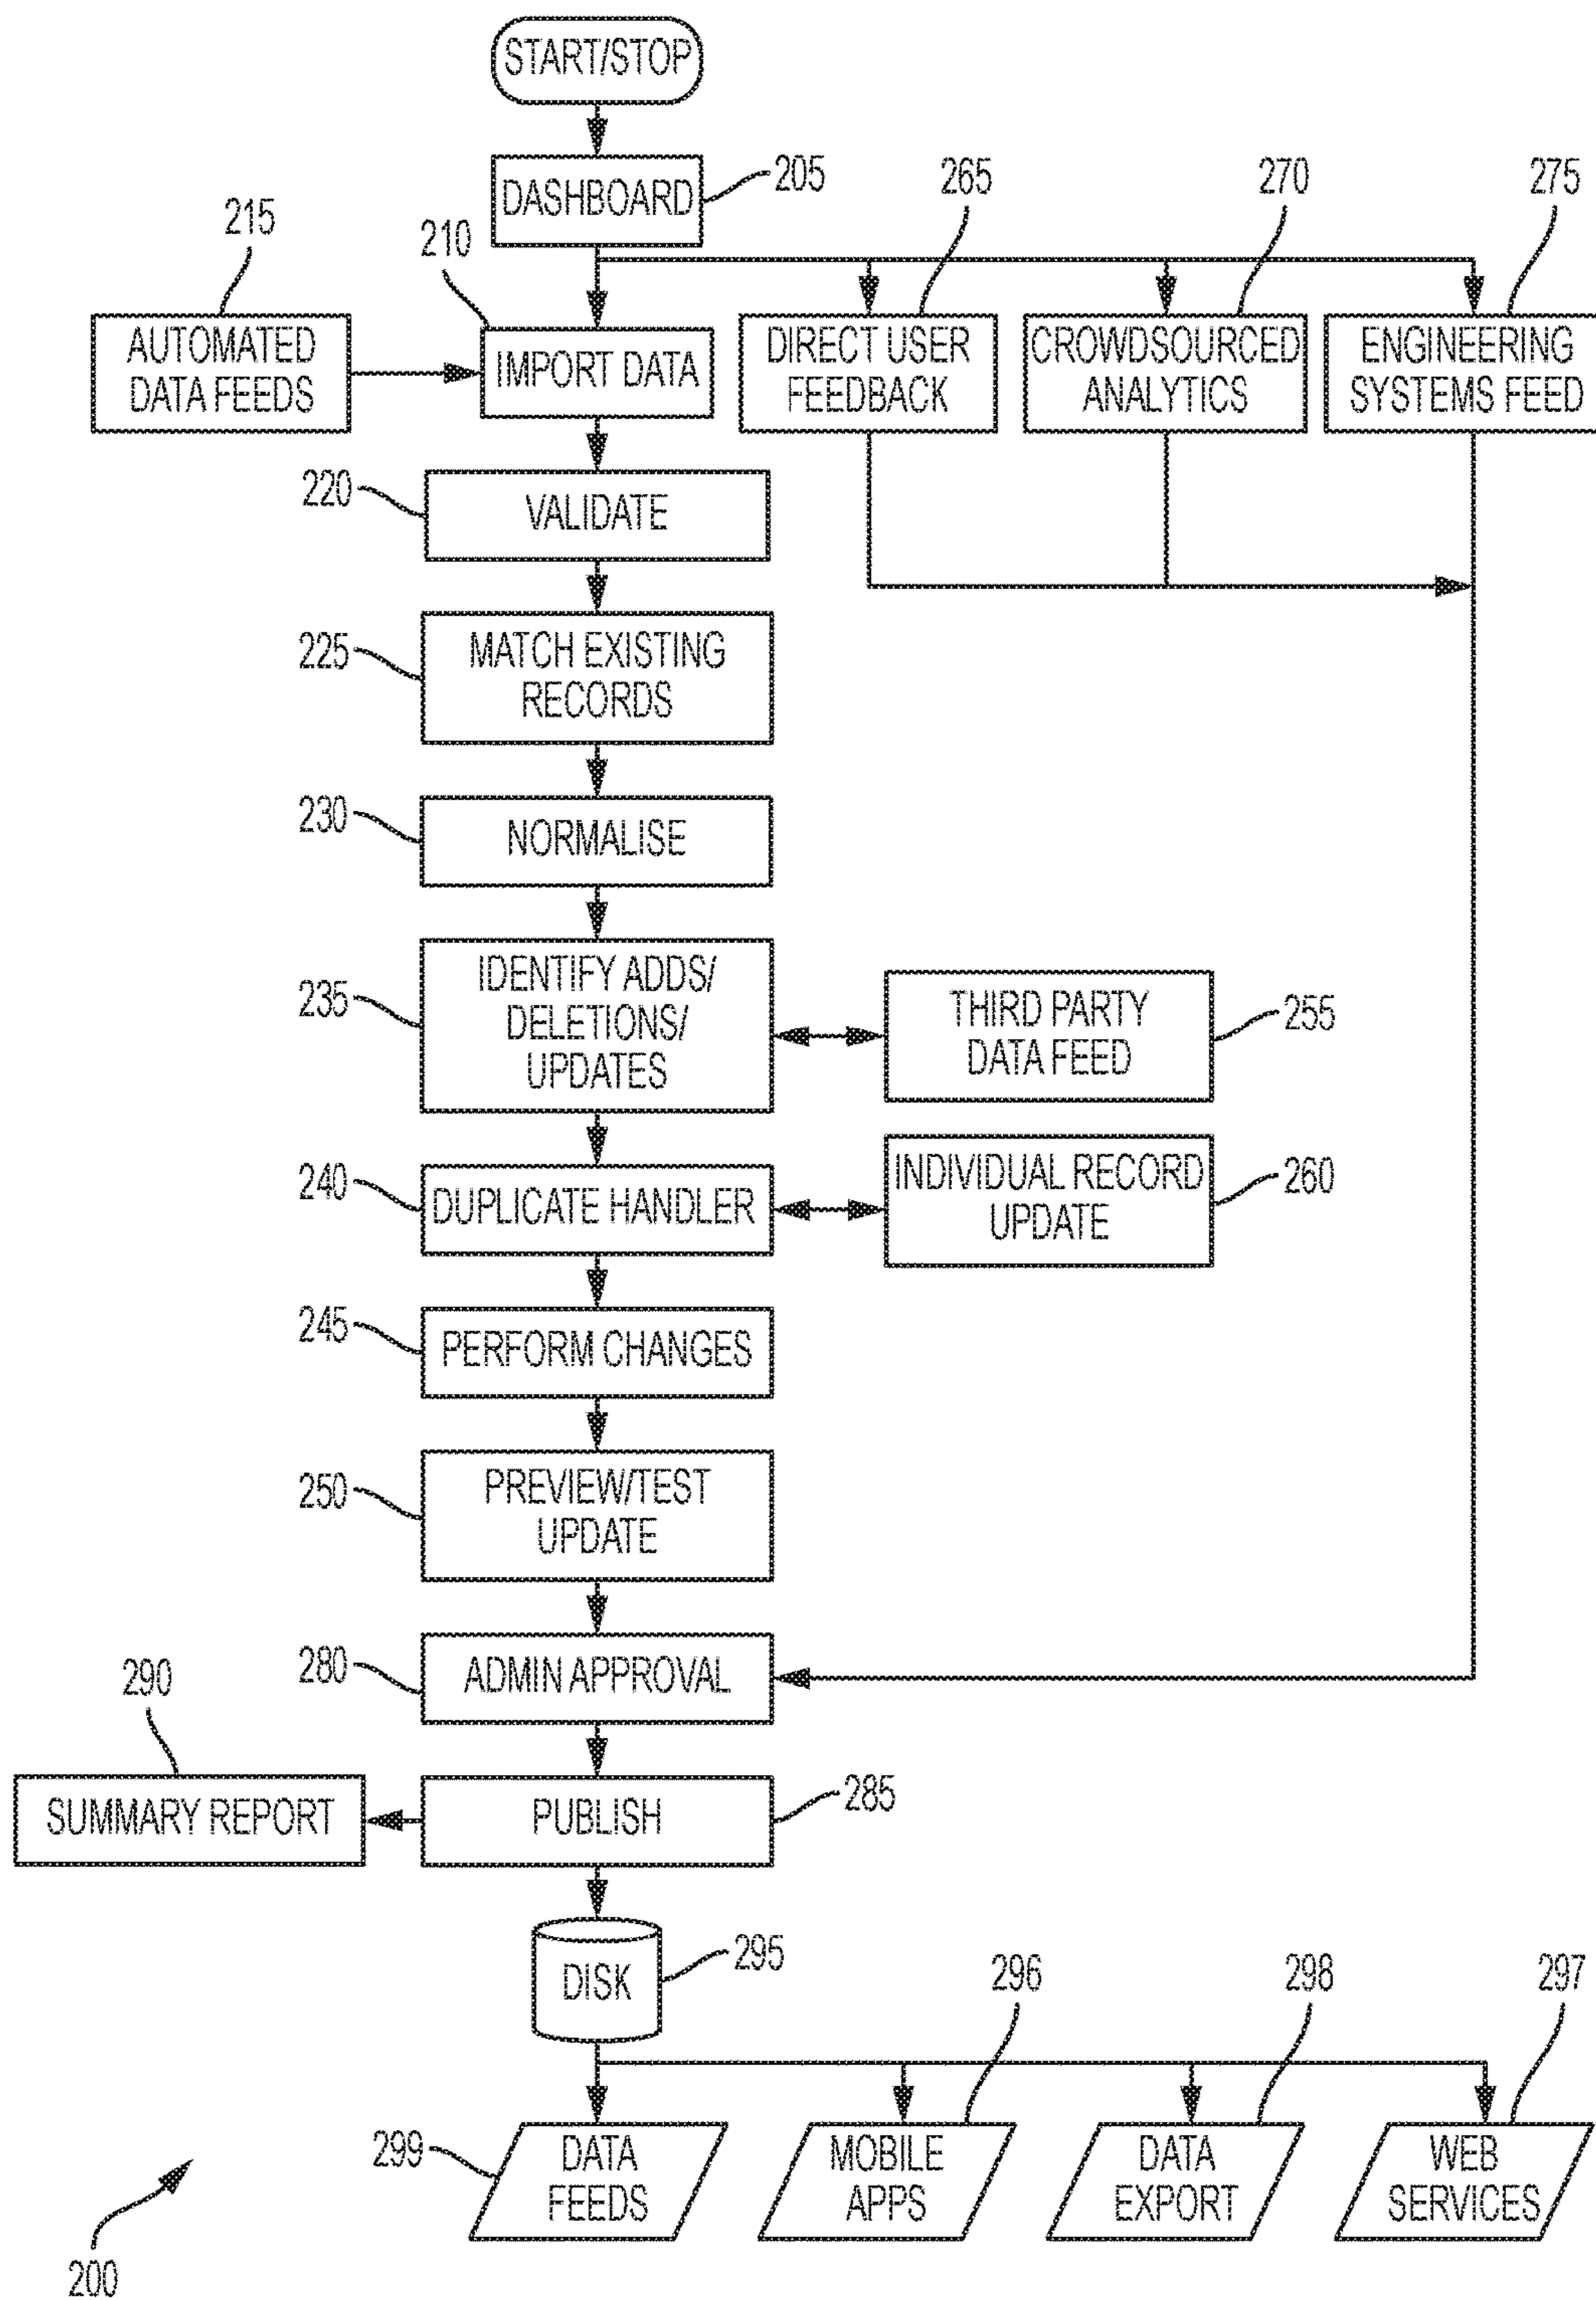 START/STOP
DASHBOARD
205
265
270
275
215
210
AUTOMATED
DATA FEEDS
IMPORT DATA
DIRECT USER
FEEDBACK
CROWDSOURCED
ANALYTICS
ENGINEERING
SYSTEMS FEED
220
VALIDATE
225
MATCH EXISTING
RECORDS
230
NORMALISE
235
IDENTIFY ADDS/
DELETIONS/
UPDATES
THIRD PARTY
DATA FEED
255
240
DUPLICATE HANDLER
INDIVIDUAL RECORD
UPDATE
260
245
PERFORM CHANGES
250
PREVIEW/TEST
UPDATE
280
ADMIN APPROVAL
290
SUMMARY REPORT
PUBLISH
285
DISK
295
296
298
297
299
DATA
FEEDS
MOBILE
APPS
DATA
EXPORT
WEB
SERVICES
200